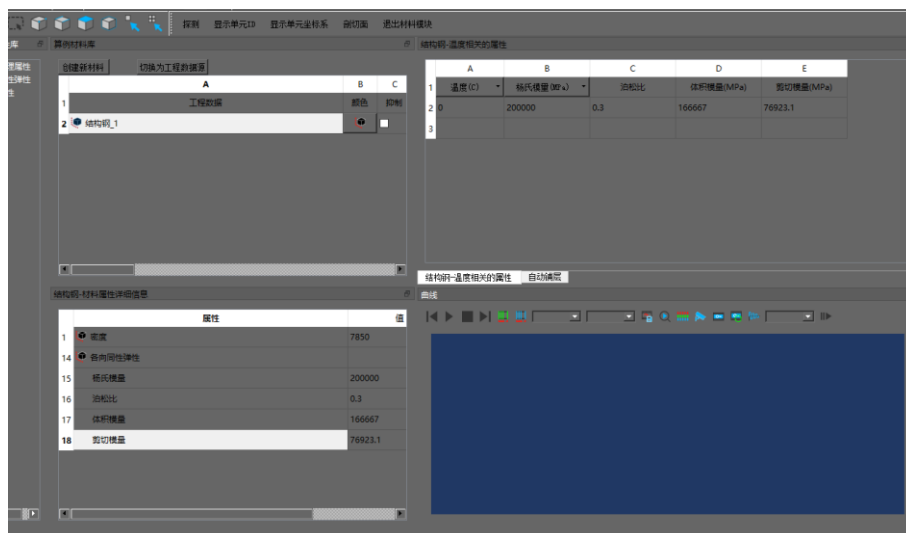 探测 显示单元ID 显示单元坐标系 剖切面 退出材料模块
库 算例材料库 结构钢-温度相关的属性
属性
性弹性
性
创建新材料 切换为工程数据源
A B C
1 工程数据 颜色 抑制
2 结构钢_1
A B C D E
1 温度(C) 杨氏模量(MPa) 泊松比 体积模量(MPa) 剪切模量(MPa)
2 0 200000 0.3 166667 76923.1
3
结构钢-温度相关的属性 自动铺层
结构钢-材料属性详细信息 曲线
属性 值
1 密度 7850
14 各向同性弹性
15 杨氏模量 200000
16 泊松比 0.3
17 体积模量 166667
18 剪切模量 76923.1